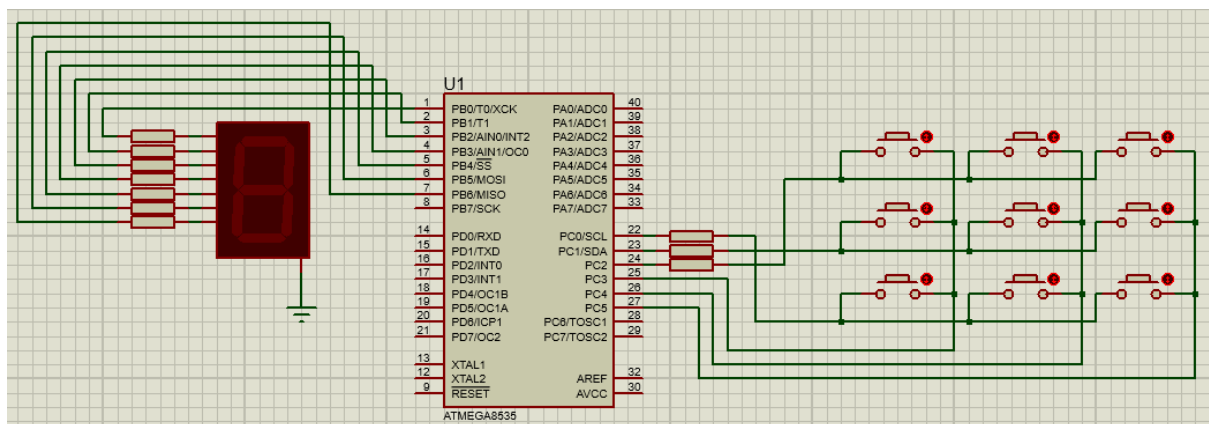 U1
1 PB0/T0/XCK PA0/ADC0 40
2 PB1/T1 PA1/ADC1 39
3 PB2/AIN0/INT2 PA2/ADC2 38
4 PB3/AIN1/OC0 PA3/ADC3 37
5 PB4/SS PA4/ADC4 36
6 PB5/MOSI PA5/ADC5 35
7 PB6/MISO PA6/ADC6 34
8 PB7/SCK PA7/ADC7 33
14 PD0/RXD PC0/SCL 22
15 PD1/TXD PC1/SDA 23
16 PD2/INT0 PC2 24
17 PD3/INT1 PC3 25
18 PD4/OC1B PC4 26
19 PD5/OC1A PC5 27
20 PD6/ICP1 PC6/TOSC1 28
21 PD7/OC2 PC7/TOSC2 29
13 XTAL1
12 XTAL2 AREF 32
9 RESET AVCC 30
ATMEGA8535